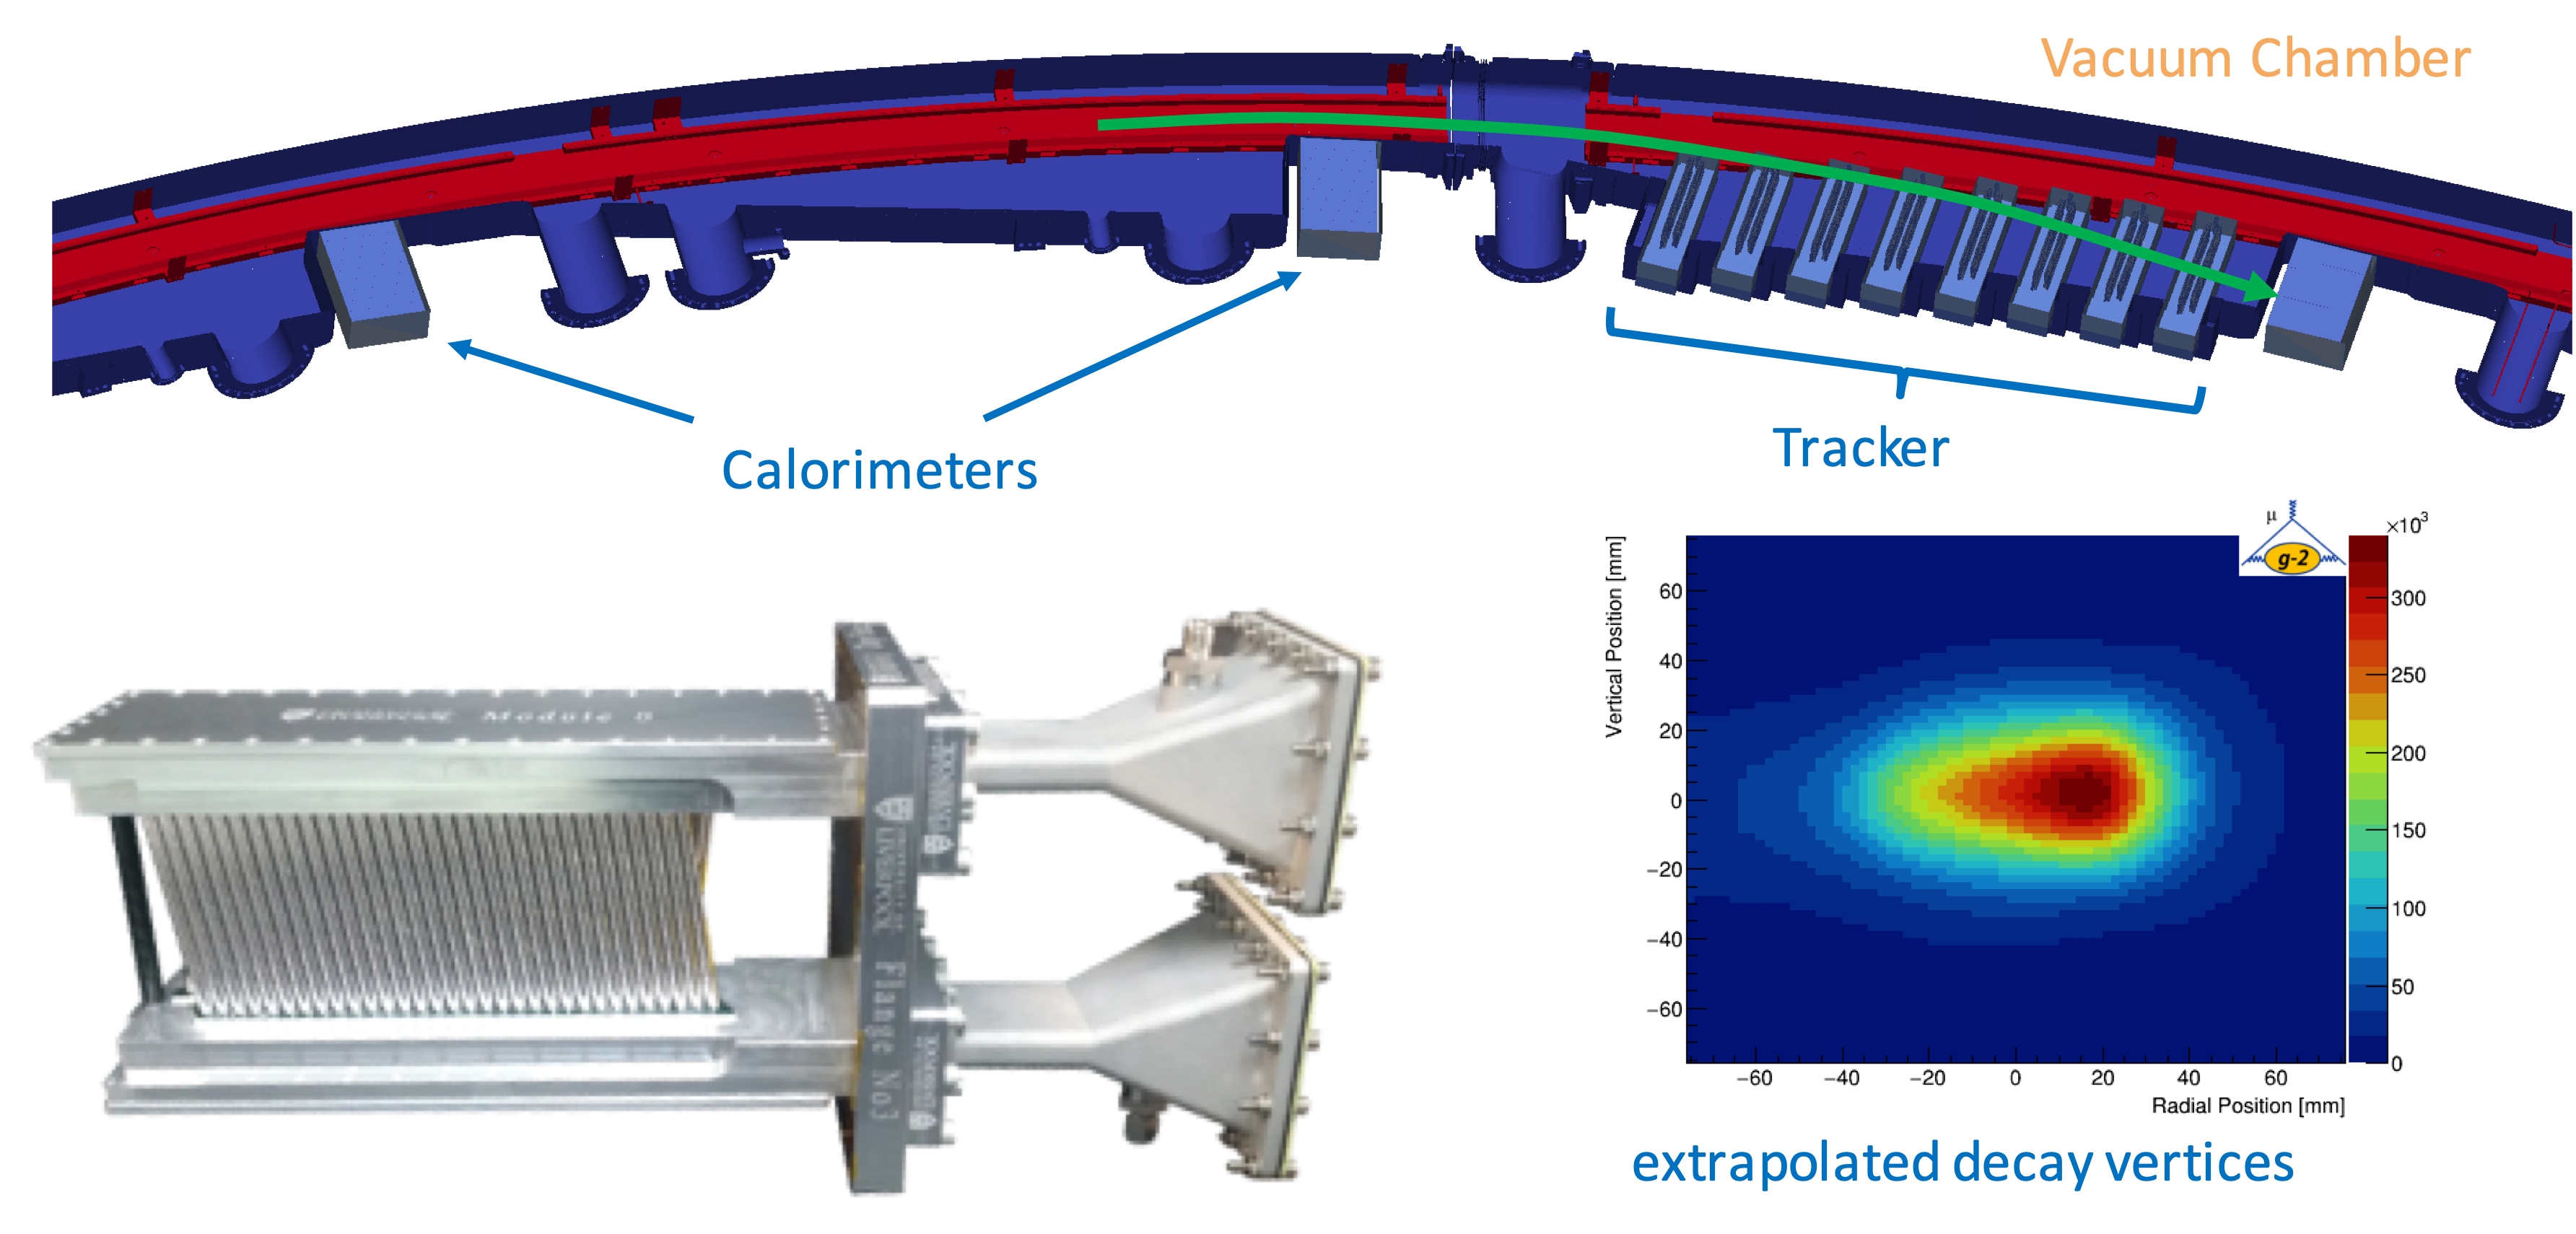 Vacuum Chamber
Calorimeters
Tracker
Module
LIVERPOOL
Flange No3
μ
g-2
×10³
Vertical Position [mm]
60
40
20
0
−20
−40
−60
−60
−40
−20
0
20
40
60
Radial Position [mm]
300
250
200
150
100
50
0
extrapolated decay vertices